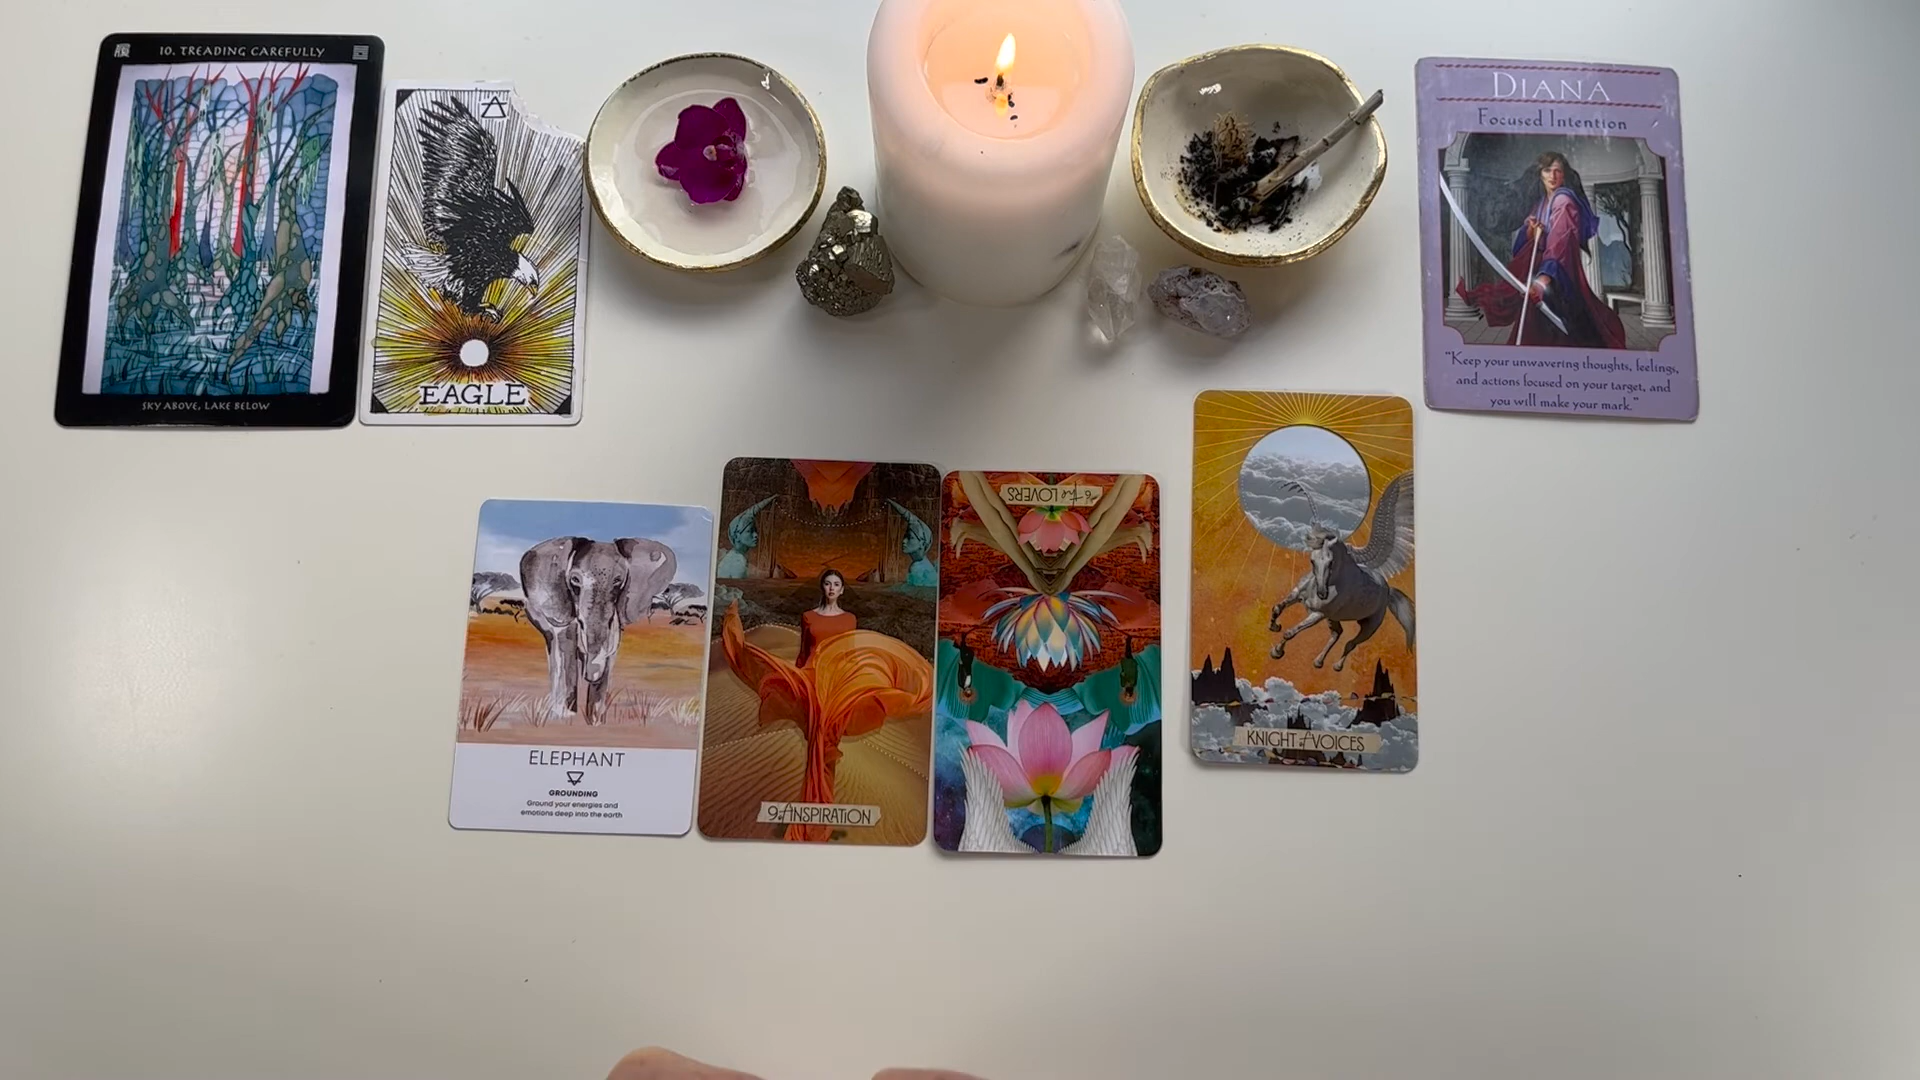 10. TREADING CAREFULLY
SKY ABOVE, LAKE BELOW
EAGLE
DIANA
Focused Intention
"Keep your unwavering thoughts, feelings,
and actions focused on your target, and
you will make your mark."
ELEPHANT
GROUNDING
Ground your energies and
emotions deep into the earth
9 of INSPIRATION
6 the LOVERS
KNIGHT of VOICES